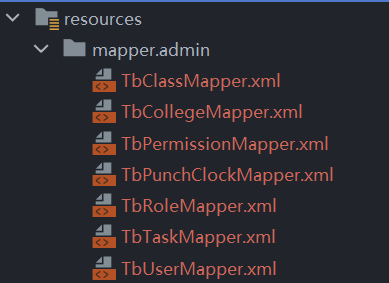 resources
mapper.admin
TbClassMapper.xml
TbCollegeMapper.xml
TbPermissionMapper.xml
TbPunchClockMapper.xml
TbRoleMapper.xml
TbTaskMapper.xml
TbUserMapper.xml